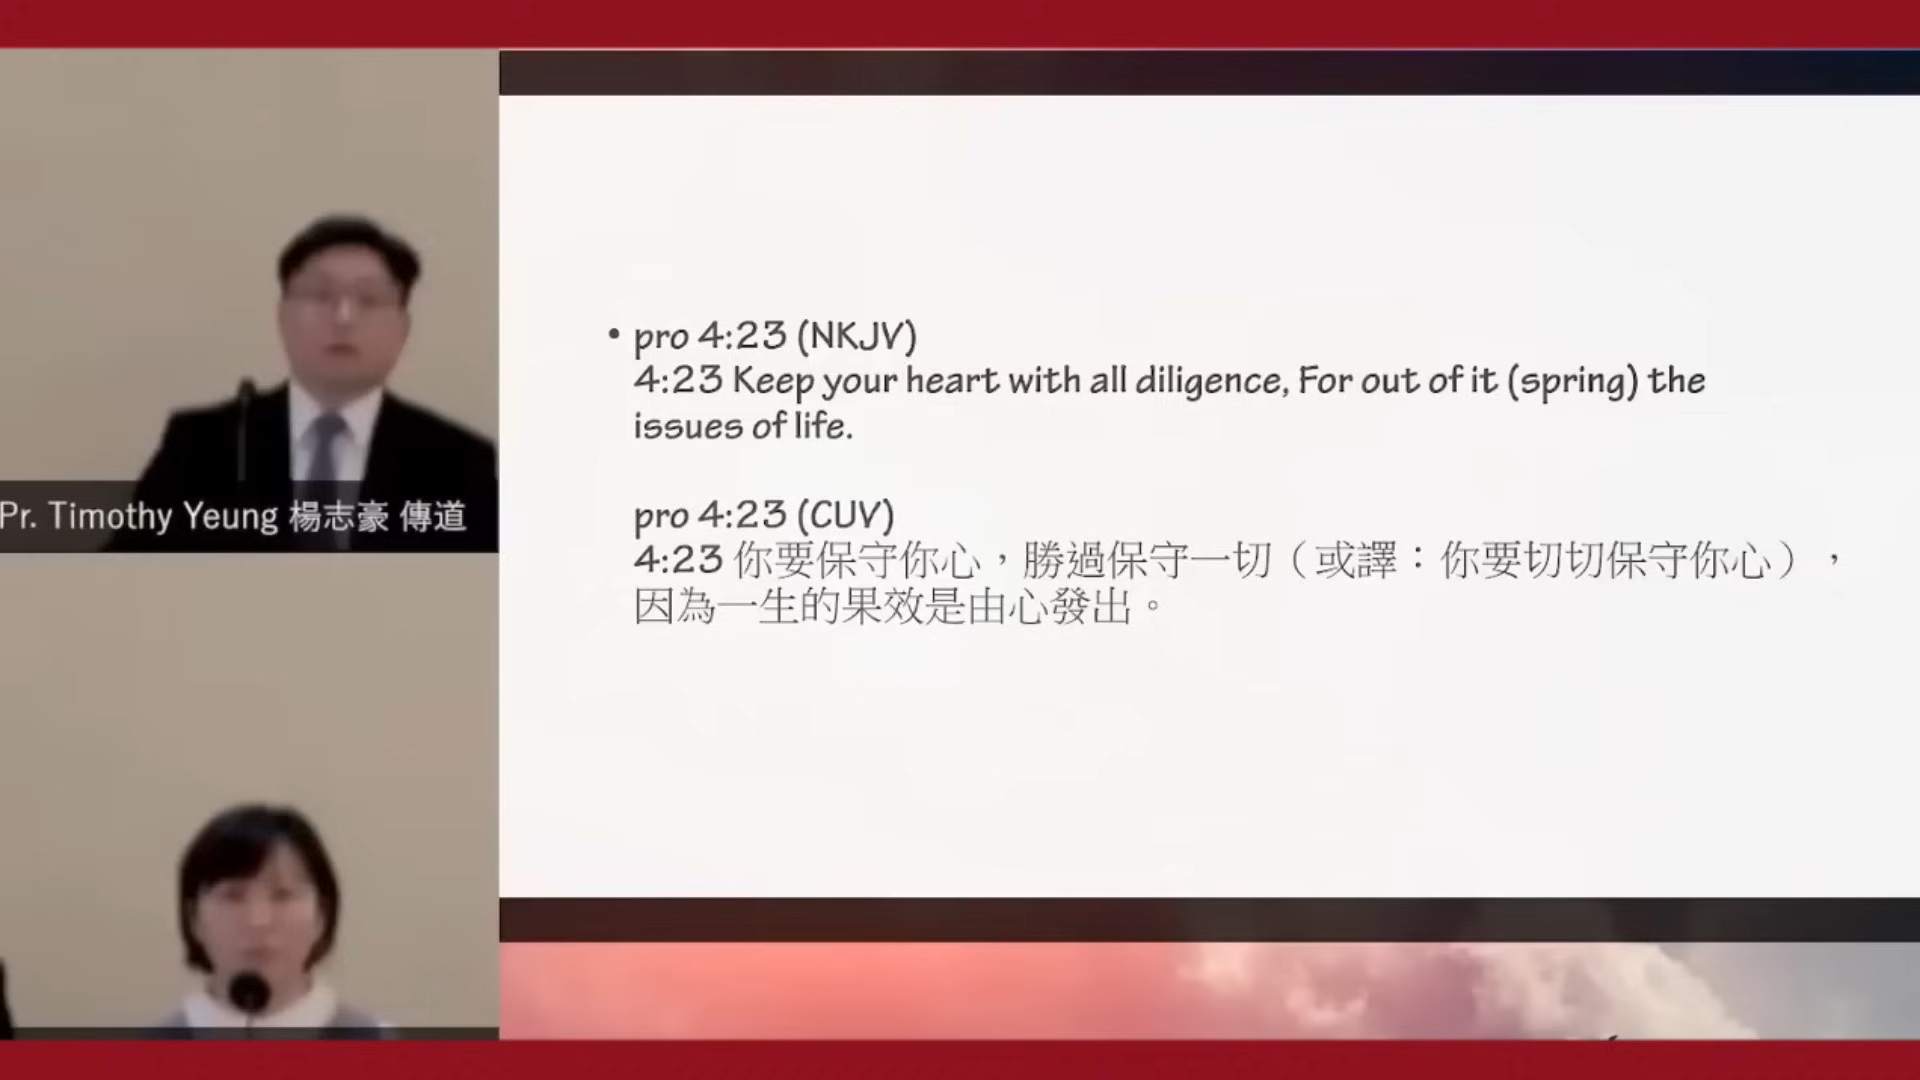 Pr. Timothy Yeung 楊志豪 傳道
• pro 4:23 (NKJV)
4:23 Keep your heart with all diligence, For out of it (spring) the
issues of life.
pro 4:23 (CUV)
4:23 你要保守你心，勝過保守一切（或譯：你要切切保守你心），
因為一生的果效是由心發出。